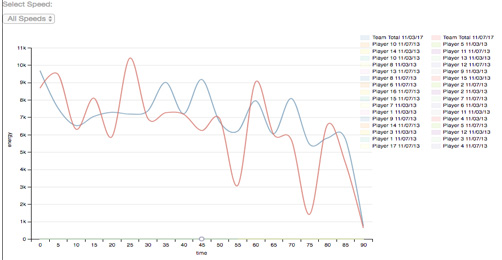 Select Speed:
All Speeds
Team Total 11/03/17 Team Total 11/07/17
Player 10 11/07/13 Player 5 11/03/13
Player 14 11/03/13 Player 11 11/07/13
Player 10 11/03/13 Player 13 11/03/13
Player 13 11/07/13 Player 12 11/07/13
Player 8 11/03/13 Player 9 11/03/13
Player 8 11/07/13 Player 15 11/03/13
Player 6 11/07/13 Player 2 11/07/13
Player 16 11/07/13 Player 2 11/03/13
Player 15 11/07/13 Player 7 11/07/13
Player 7 11/03/13 Player 6 11/03/13
Player 1 11/03/13 Player 1 11/07/13
Player 9 11/07/13 Player 4 11/03/13
Player 14 11/07/13 Player 5 11/07/13
Player 3 11/03/13 Player 12 11/03/13
Player 11 11/03/13 Player 3 11/07/13
Player 17 11/07/13 Player 4 11/07/13
11k
10k
9k
8k
7k
6k
5k
4k
3k
2k
1k
0
energy
0 5 10 15 20 25 30 35 40 45 50 55 60 65 70 75 80 85 90
time